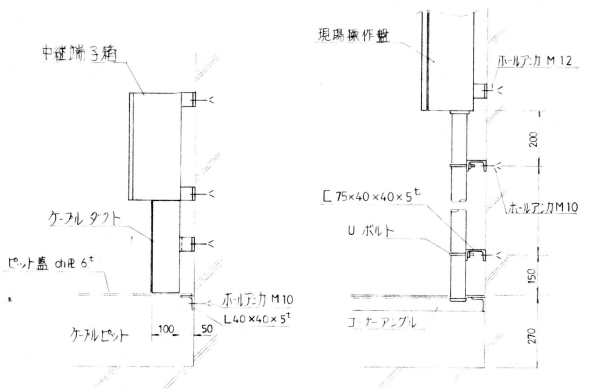 中継端子箱
ケーブルダクト
ピット蓋 chℓ 6ᵗ
ケーブルピット
100
50
ホールアンカ M10
L40×40×5ᵗ
現場操作盤
ホールアンカ M12
200
[ 75×40×40×5ᵗ
ホールアンカ M10
U ボルト
150
コーナーアングル
270